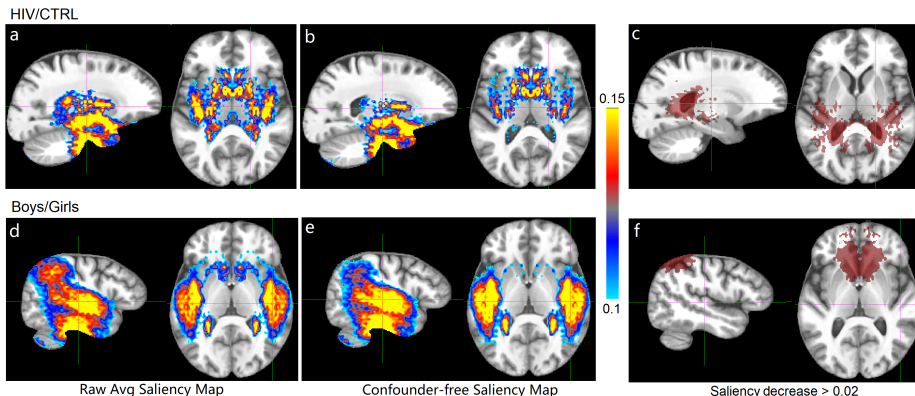 HIV/CTRL
a
b
c
0.15
Boys/Girls
d
e
f
0.1
Raw Avg Saliency Map
Confounder-free Saliency Map
Saliency decrease > 0.02